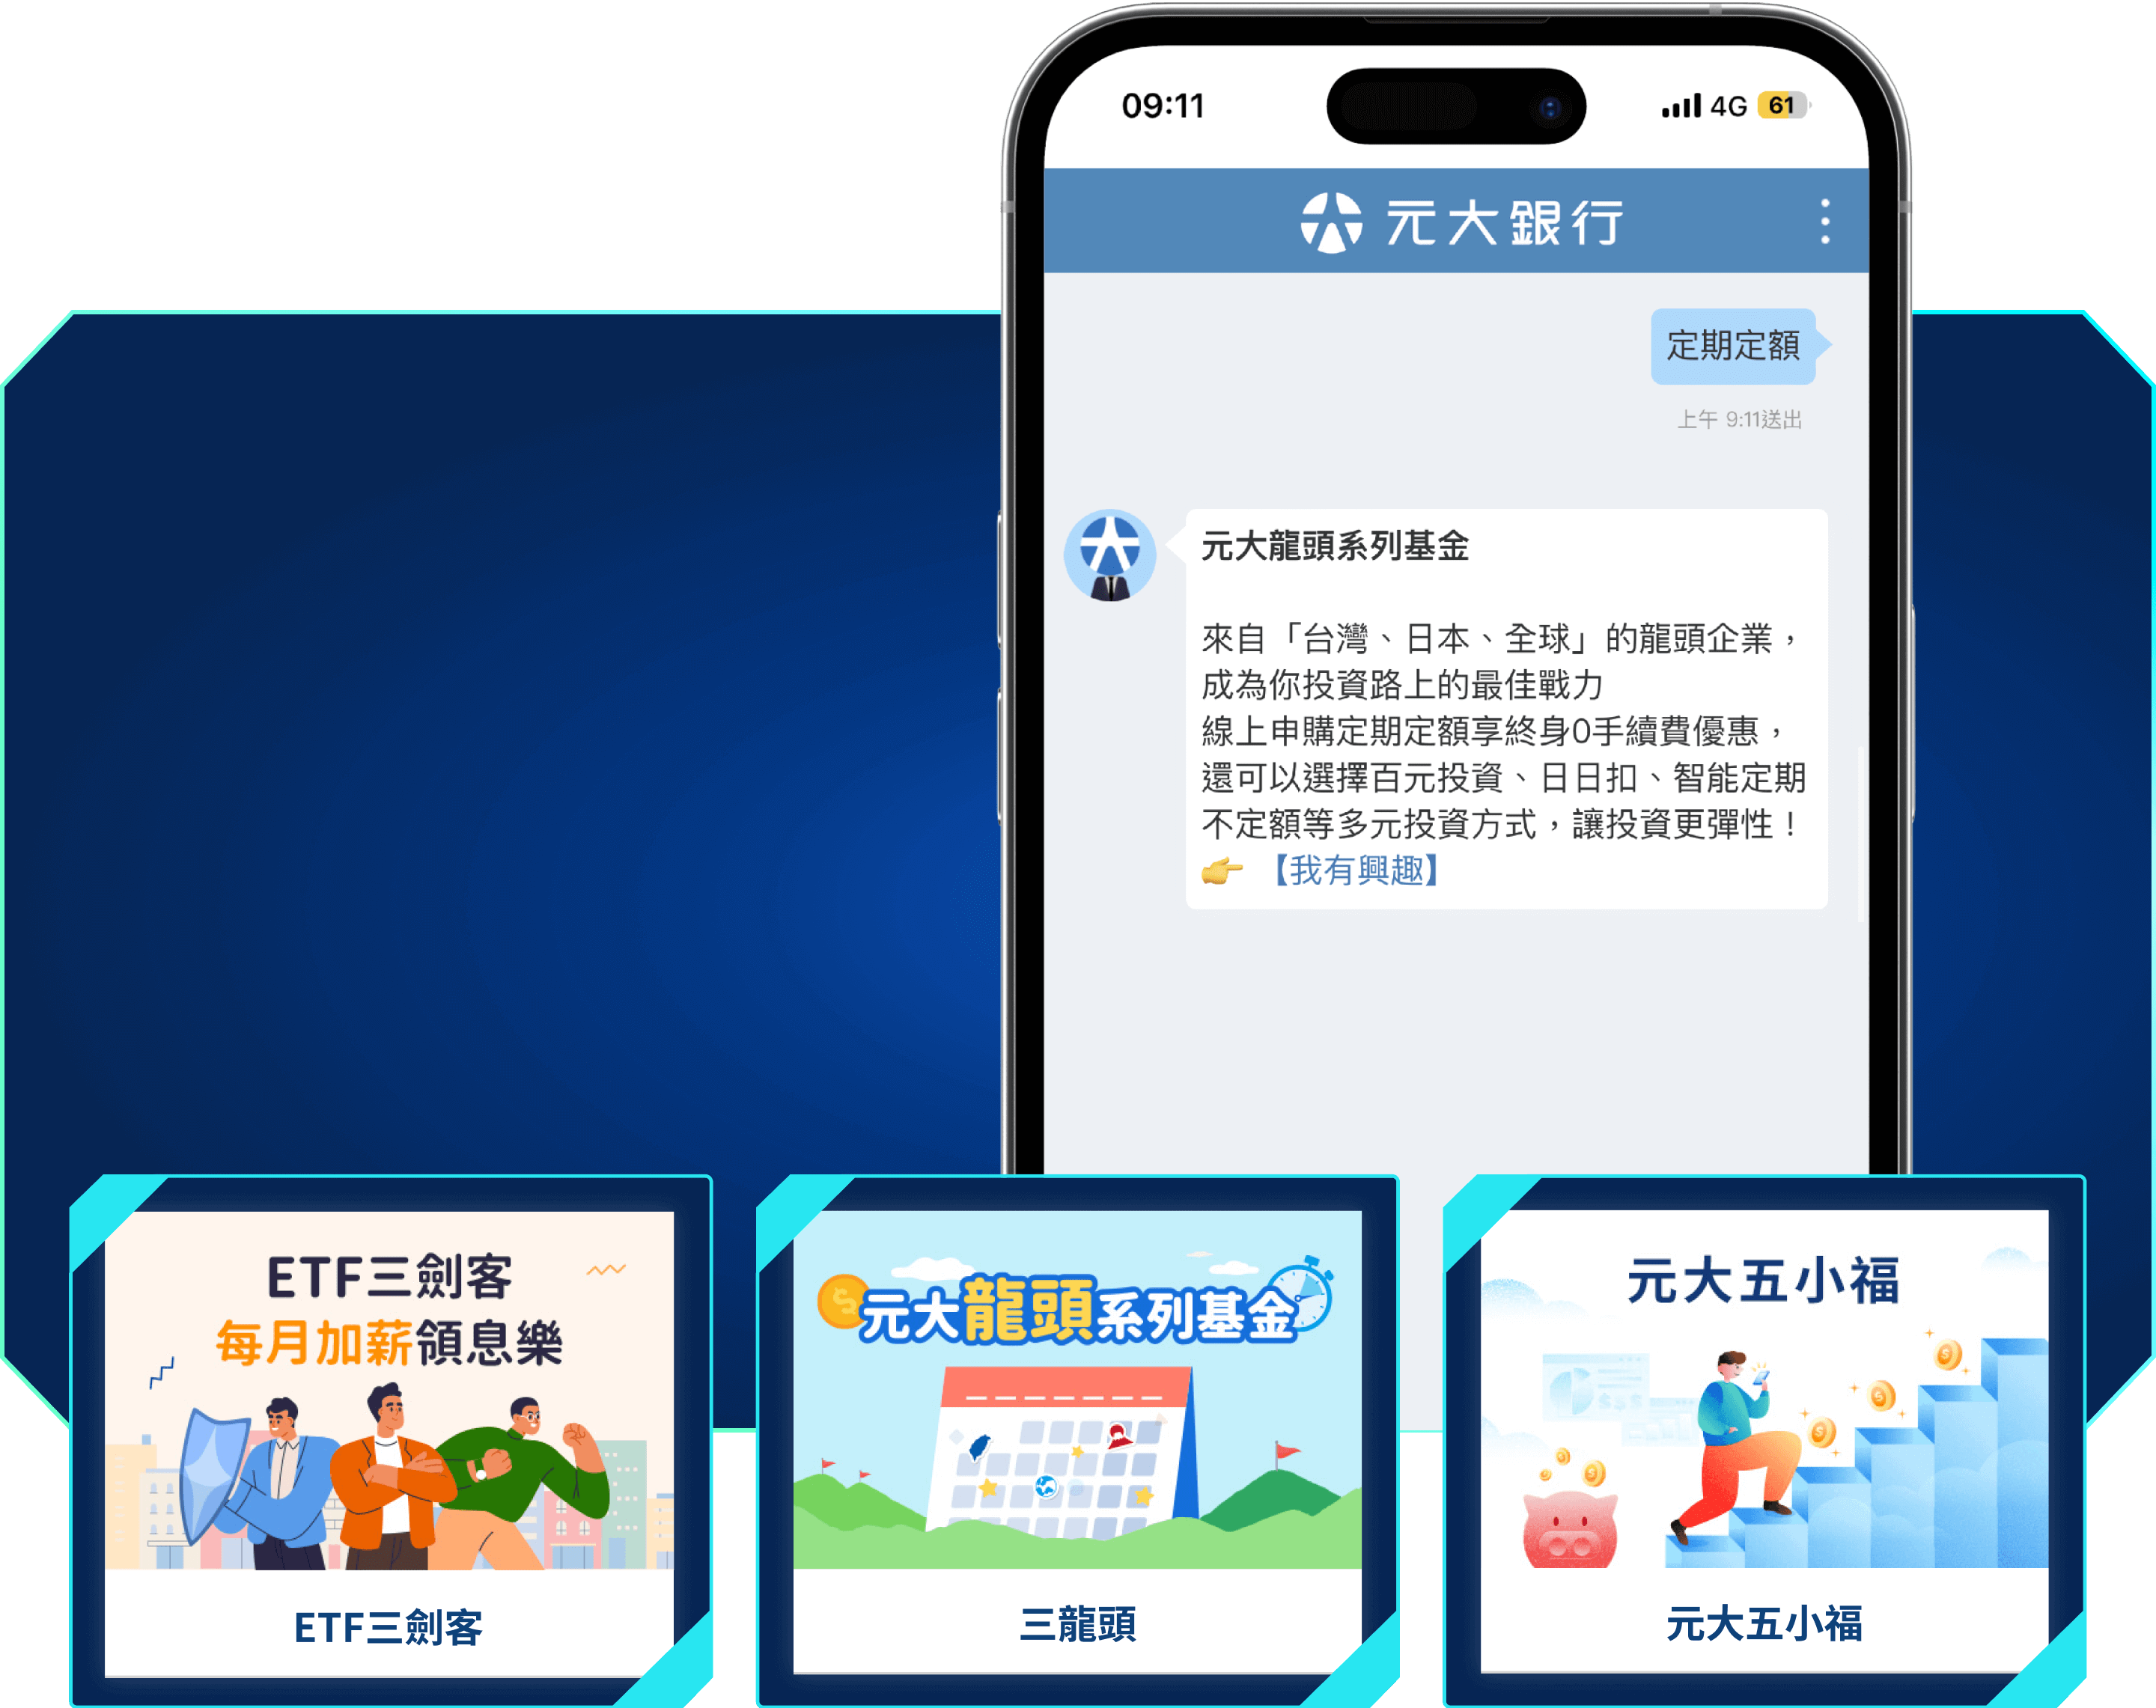 09:11
4G 61
元大銀行
定期定額
上午 9:11送出
元大龍頭系列基金
來自「台灣、日本、全球」的龍頭企業，
成為你投資路上的最佳戰力
線上申購定期定額享終身0手續費優惠，
還可以選擇百元投資、日日扣、智能定期
不定額等多元投資方式，讓投資更彈性！
👉【我有興趣】
ETF三劍客
每月加薪領息樂
ETF三劍客
元大龍頭系列基金
三龍頭
元大五小福
元大五小福